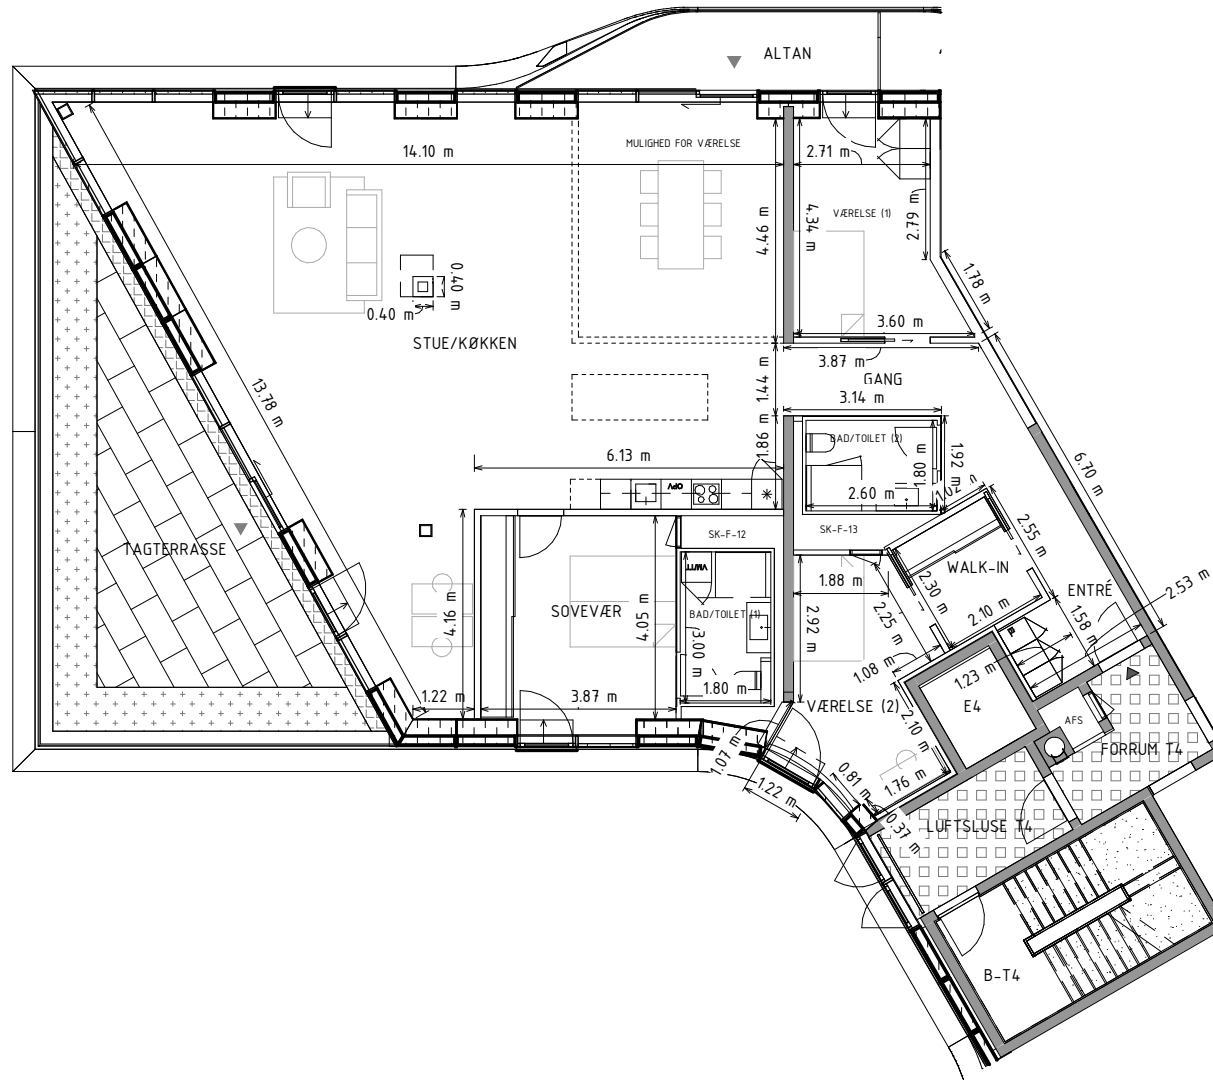 ALTAN
MULIGHED FOR VÆRELSE
14.10 m
2.71 m
4.46 m
4.34 m
VÆRELSE (1)
2.79 m
1.78 m
0.40 m
0.40 m
3.60 m
STUE/KØKKEN
3.87 m
GANG
1.44 m
3.14 m
13.78 m
1.86 m
BAD/TOILET (2)
1.80 m
1.92 m
6.70 m
6.13 m
OPV
2.60 m
1.02 m
SK-F-12
SK-F-13
2.55 m
TAGTERRASSE
WALK-IN
VM/TT
1.88 m
2.30 m
ENTRÉ
2.53 m
4.16 m
SOVEVÆR
4.05 m
BAD/TOILET (1)
3.00 m
2.92 m
2.25 m
2.10 m
1.58 m
1.08 m
1.23 m
1.22 m
3.87 m
1.80 m
VÆRELSE (2)
2.10 m
E4
AFS
FORRUM T4
1.07 m
1.22 m
0.81 m
1.76 m
0.37 m
LUFTSLUSE T4
B-T4